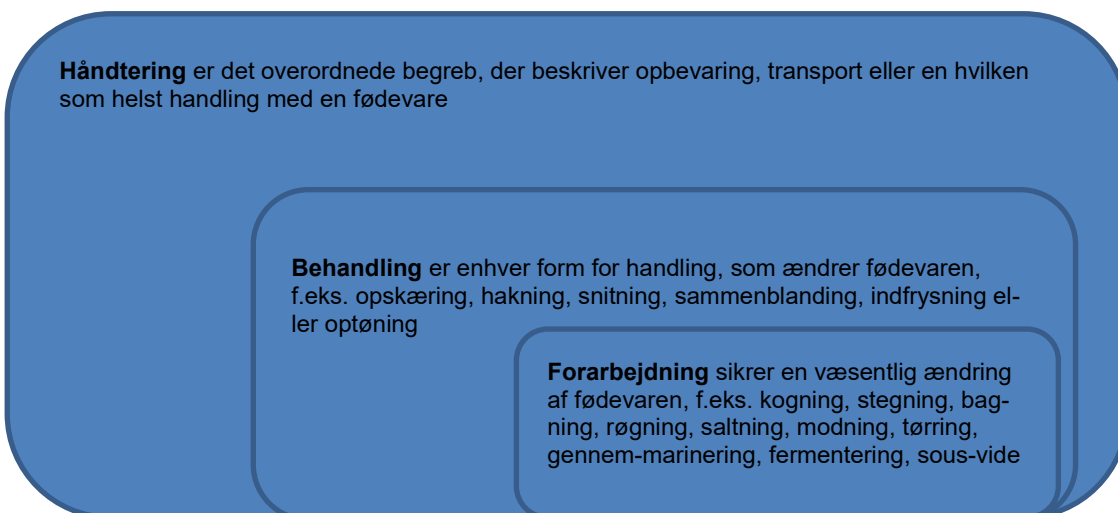 Håndtering er det overordnede begreb, der beskriver opbevaring, transport eller en hvilken
som helst handling med en fødevare
Behandling er enhver form for handling, som ændrer fødevaren,
f.eks. opskæring, hakning, snitning, sammenblanding, indfrysning el-
ler optøning
Forarbejdning sikrer en væsentlig ændring
af fødevaren, f.eks. kogning, stegning, bag-
ning, røgning, saltning, modning, tørring,
gennem-marinering, fermentering, sous-vide